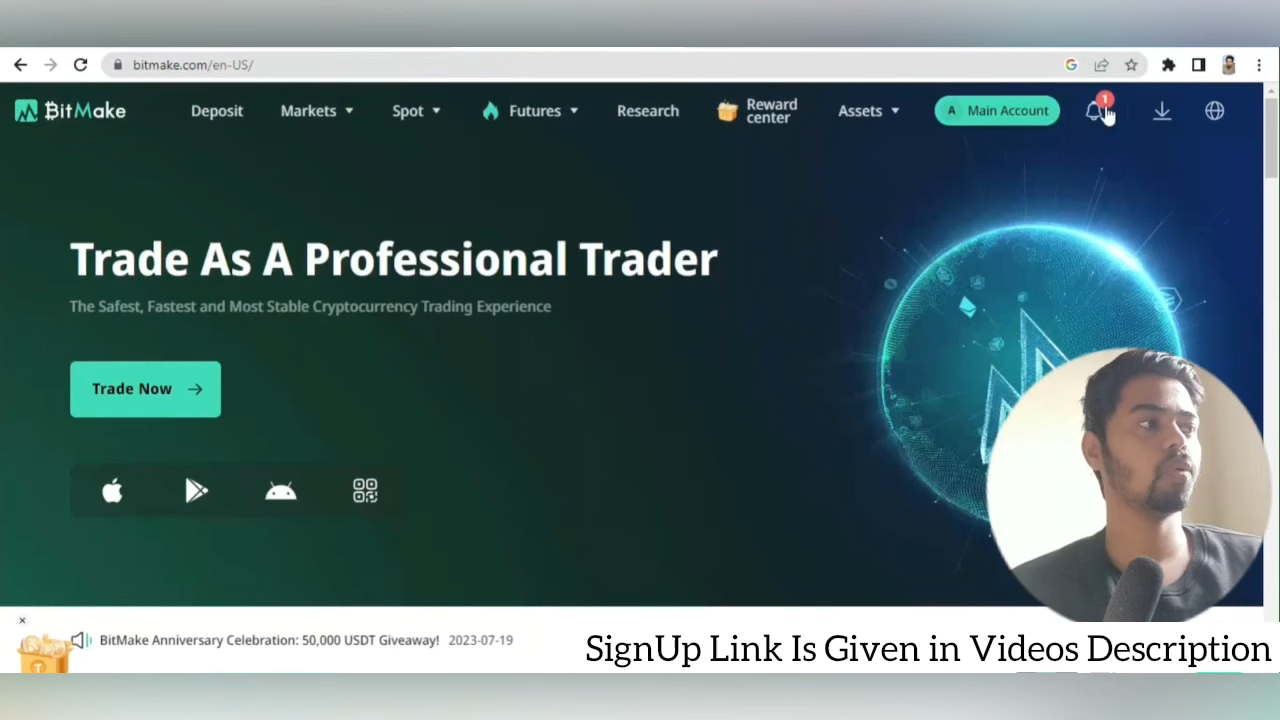 bitmake.com/en-US/
BitMake
Deposit
Markets
Spot
Futures
Research
Reward
center
Assets
A Main Account
1
Trade As A Professional Trader
The Safest, Fastest and Most Stable Cryptocurrency Trading Experience
Trade Now
BitMake Anniversary Celebration: 50,000 USDT Giveaway! 2023-07-19
SignUp Link Is Given in Videos Description